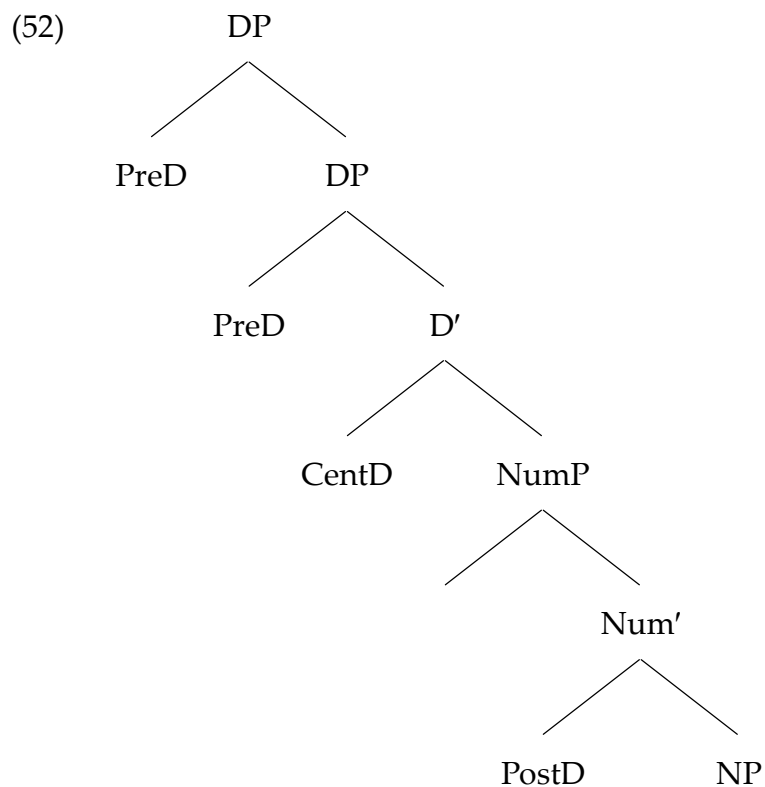 (52) DP
PreD DP
PreD D′
CentD NumP
Num′
PostD NP